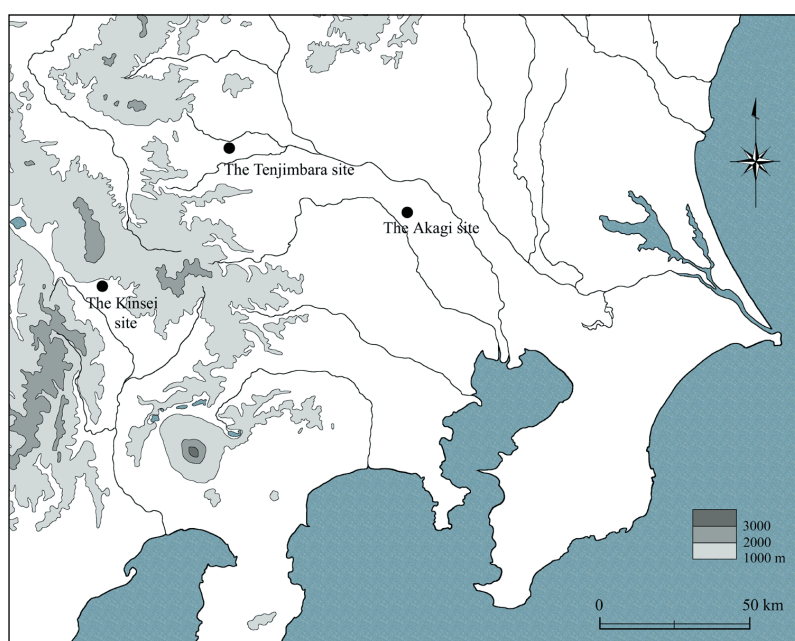 The Tenjimbara site
The Akagi site
The Kinsei
site
3000
2000
1000 m
0
50 km